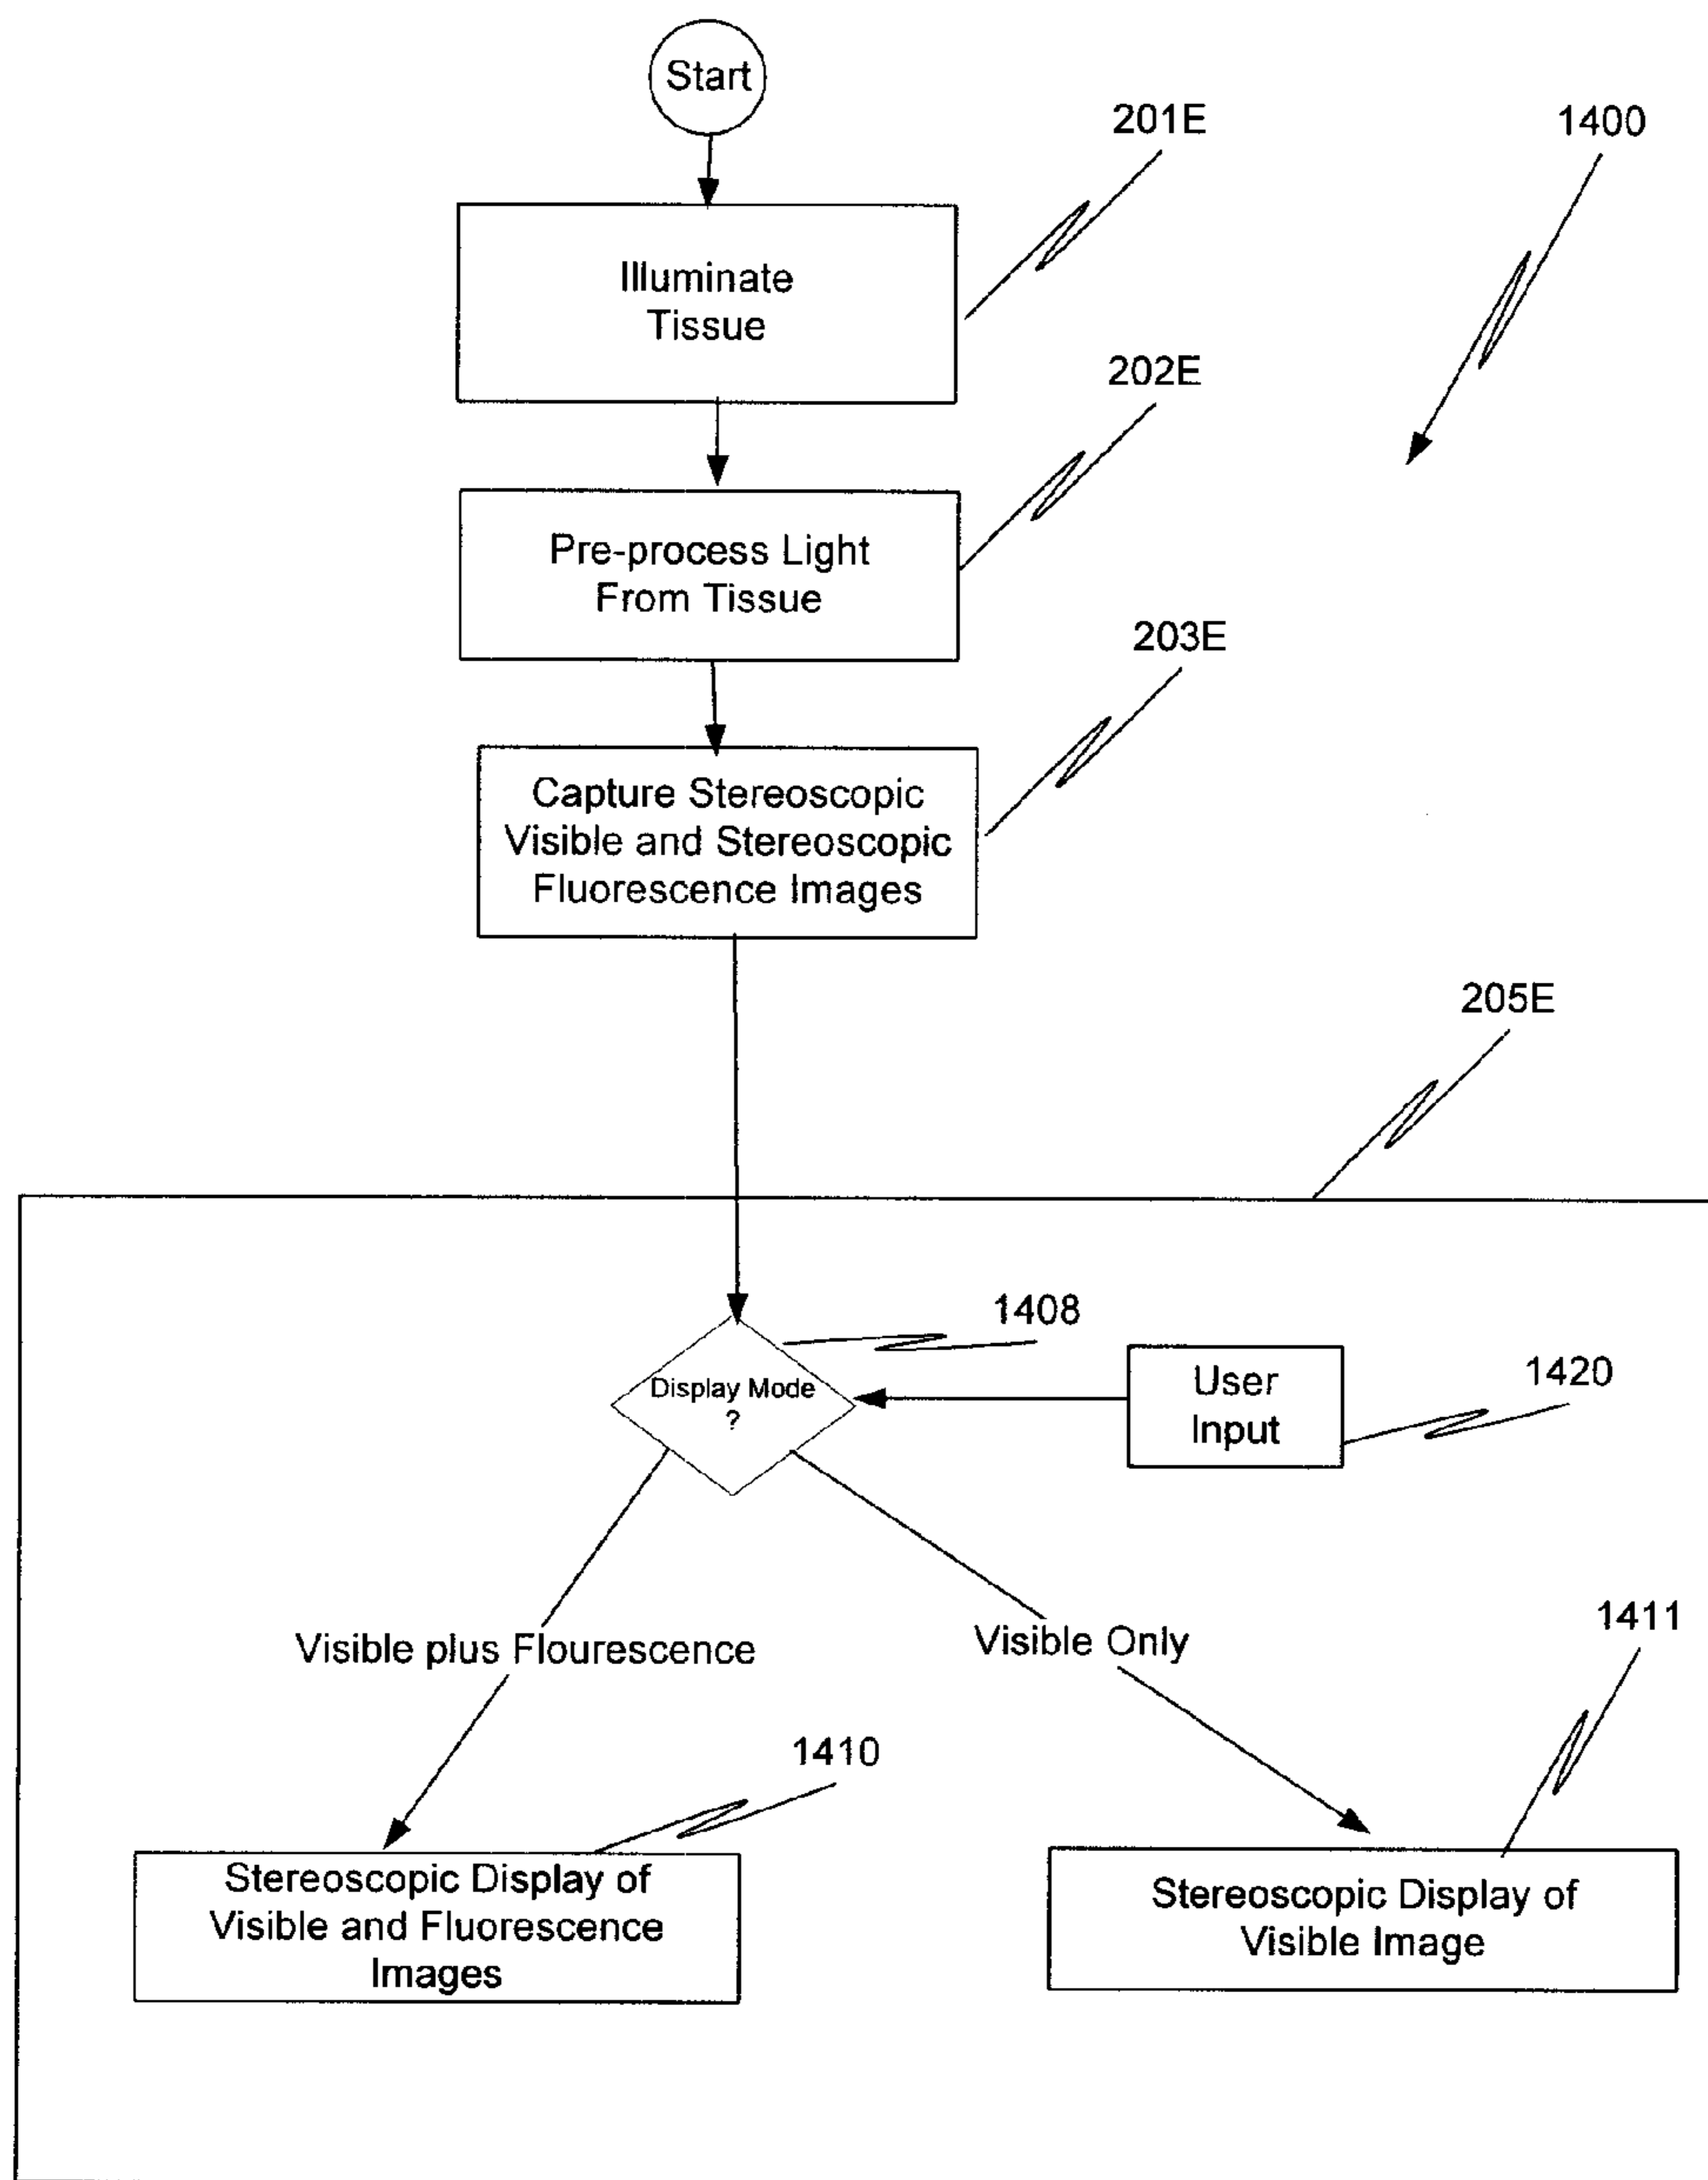 Start
201E
1400
Illuminate
Tissue
202E
Pre-process Light
From Tissue
203E
Capture Stereoscopic
Visible and Stereoscopic
Fluorescence Images
205E
1408
Display Mode
?
User
Input
1420
Visible plus Flourescence
Visible Only
1411
1410
Stereoscopic Display of
Visible and Fluorescence
Images
Stereoscopic Display of
Visible Image